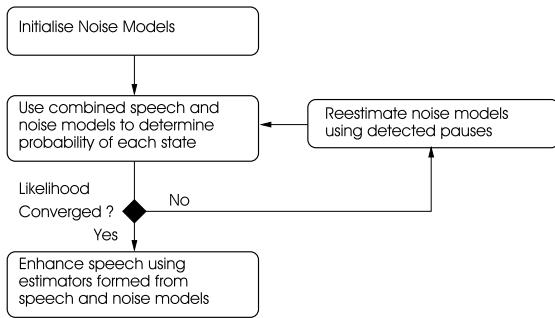 Initialise Noise Models
Use combined speech and
noise models to determine
probability of each state
Reestimate noise models
using detected pauses
Likelihood
Converged ?
No
Yes
Enhance speech using
estimators formed from
speech and noise models